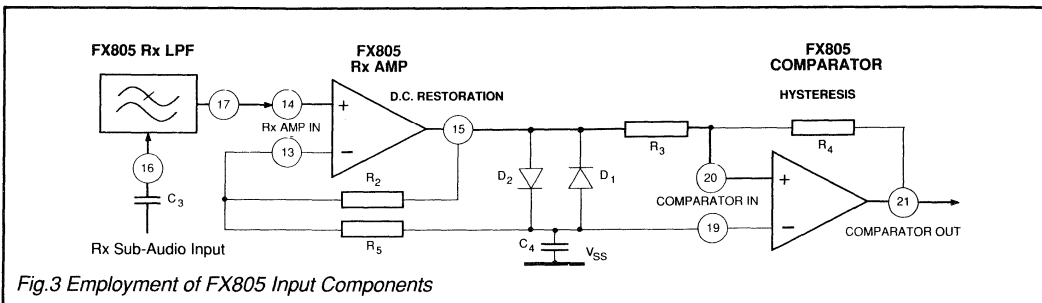 FX805 Rx LPF
FX805
Rx AMP
FX805
COMPARATOR
D.C. RESTORATION
HYSTERESIS
17
14
+
15
Rx AMP IN
13
−
R3
R4
16
R2
D2
D1
20
+
COMPARATOR IN
21
C3
R5
19
−
COMPARATOR OUT
C4
VSS
Rx Sub-Audio Input
Fig.3 Employment of FX805 Input Components